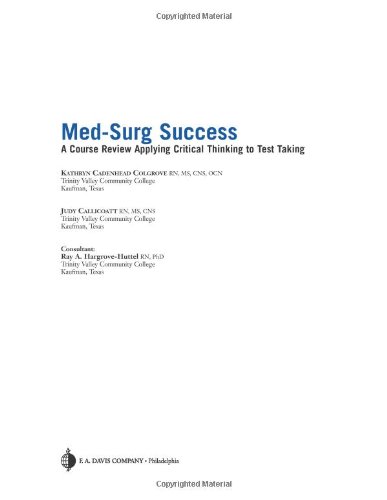 Copyrighted Material
Med-Surg Success
A Course Review Applying Critical Thinking to Test Taking
KATHRYN CADENHEAD COLGROVE RN, MS, CNS, OCN
Trinity Valley Community College
Kaufman, Texas
JUDY CALLICOATT RN, MS, CNS
Trinity Valley Community College
Kaufman, Texas
Consultant:
Ray A. Hargrove-Huttel RN, PhD
Trinity Valley Community College
Kaufman, Texas
F. A. DAVIS COMPANY • Philadelphia
Copyrighted Material